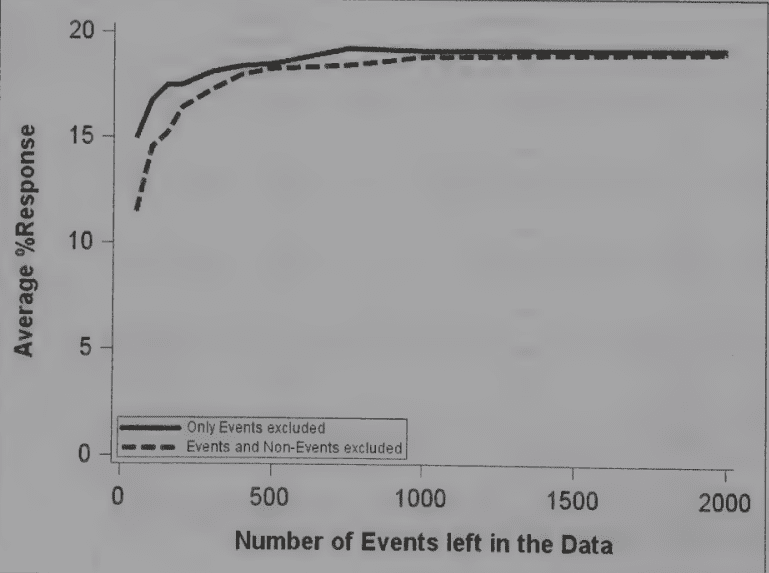 20
15
10
5
0
Average %Response
Only Events excluded
Events and Non-Events excluded
0 500 1000 1500 2000
Number of Events left in the Data